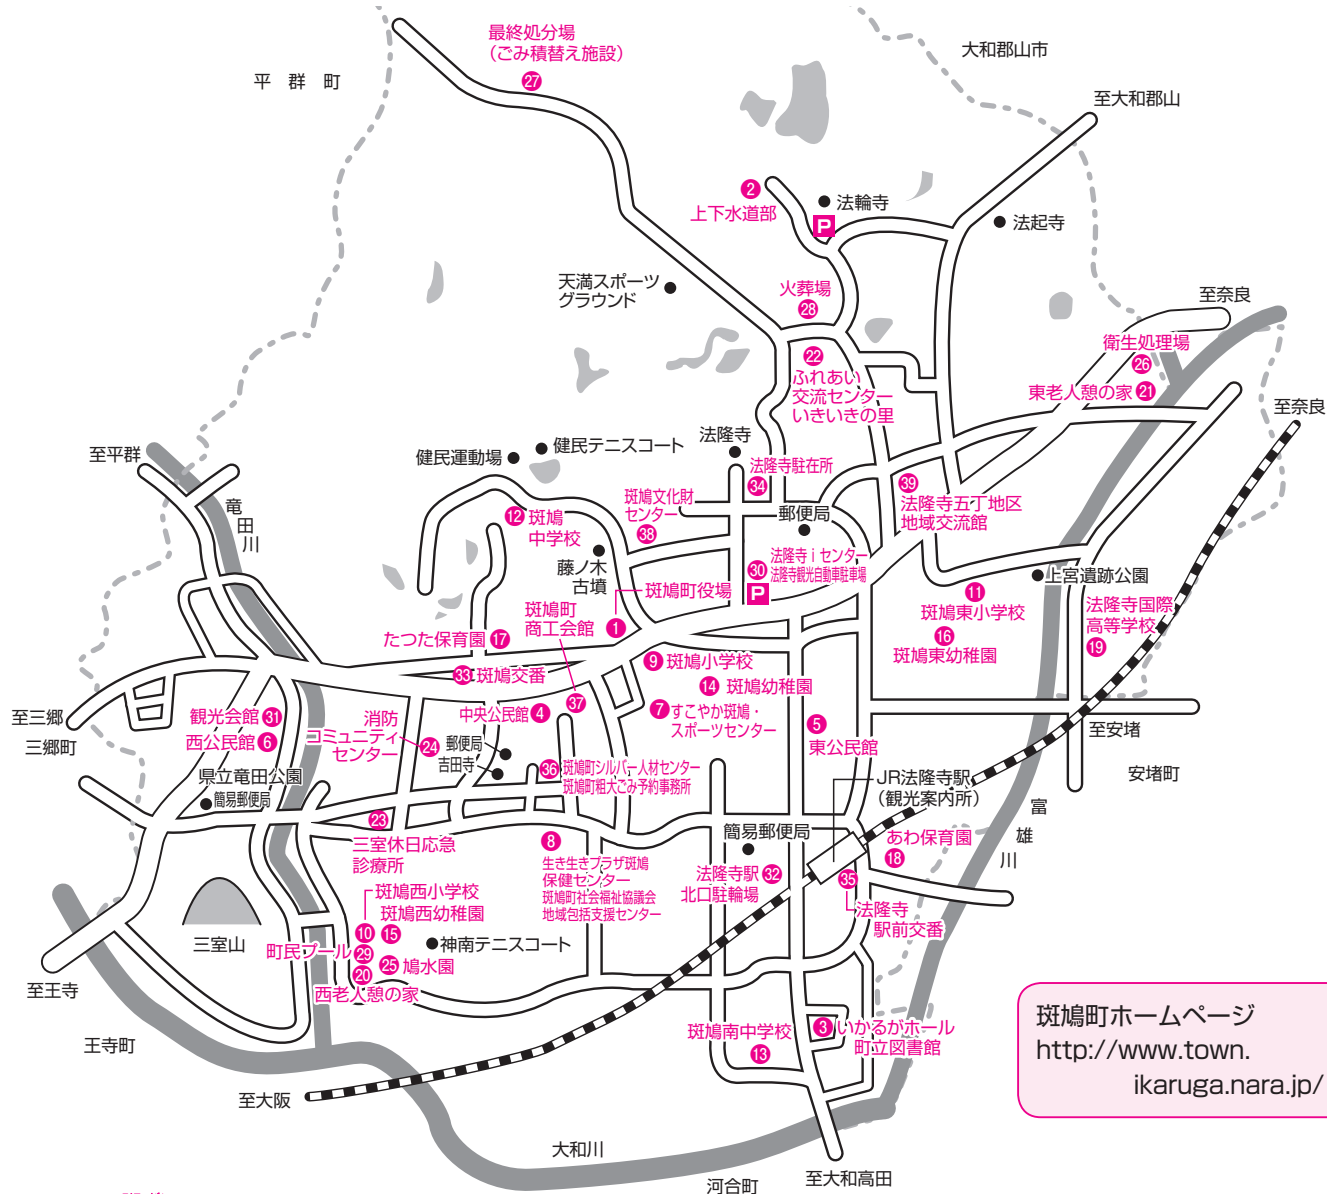 最終処分場
（ごみ積替え施設）
27
平群町
大和郡山市
至大和郡山
2
上下水道部
法輪寺
P
法起寺
天満スポーツ
グラウンド
火葬場
28
至奈良
衛生処理場
26
東老人憩の家 21
22
ふれあい
交流センター
いきいきの里
至奈良
至平群
竜田川
健民運動場
健民テニスコート
法隆寺
法隆寺駐在所
34
12 斑鳩
中学校
斑鳩文化財
センター
38
郵便局
39
法隆寺五丁地区
地域交流館
藤ノ木
古墳
30
法隆寺 i センター
法隆寺観光自動車駐車場
P
上宮遺跡公園
11
斑鳩東小学校
16
斑鳩東幼稚園
法隆寺国際
高等学校
19
斑鳩町役場
1
斑鳩町
商工会館
37
たつた保育園 17
33 斑鳩交番
9 斑鳩小学校
14 斑鳩幼稚園
7 すこやか斑鳩・
スポーツセンター
至三郷
三郷町
観光会館 31
西公民館 6
消防
コミュニティ
センター
24
中央公民館 4
郵便局
吉田寺
5
東公民館
至安堵
安堵町
県立竜田公園
簡易郵便局
36 斑鳩町シルバー人材センター
斑鳩町粗大ごみ予約事務所
JR法隆寺駅
（観光案内所）
富雄川
23
三室休日応急
診療所
8
生き生きプラザ斑鳩
保健センター
斑鳩町社会福祉協議会
地域包括支援センター
簡易郵便局
法隆寺駅
北口駐輪場
32
あわ保育園
18
35
法隆寺
駅前交番
三室山
斑鳩西小学校
斑鳩西幼稚園
10 15
町民プール 29
25 鳩水園
20
西老人憩の家
神南テニスコート
至王寺
王寺町
斑鳩南中学校
13
3 いかるがホール
町立図書館
斑鳩町ホームページ
http://www.town.
ikaruga.nara.jp/
至大阪
大和川
河合町
至大和高田